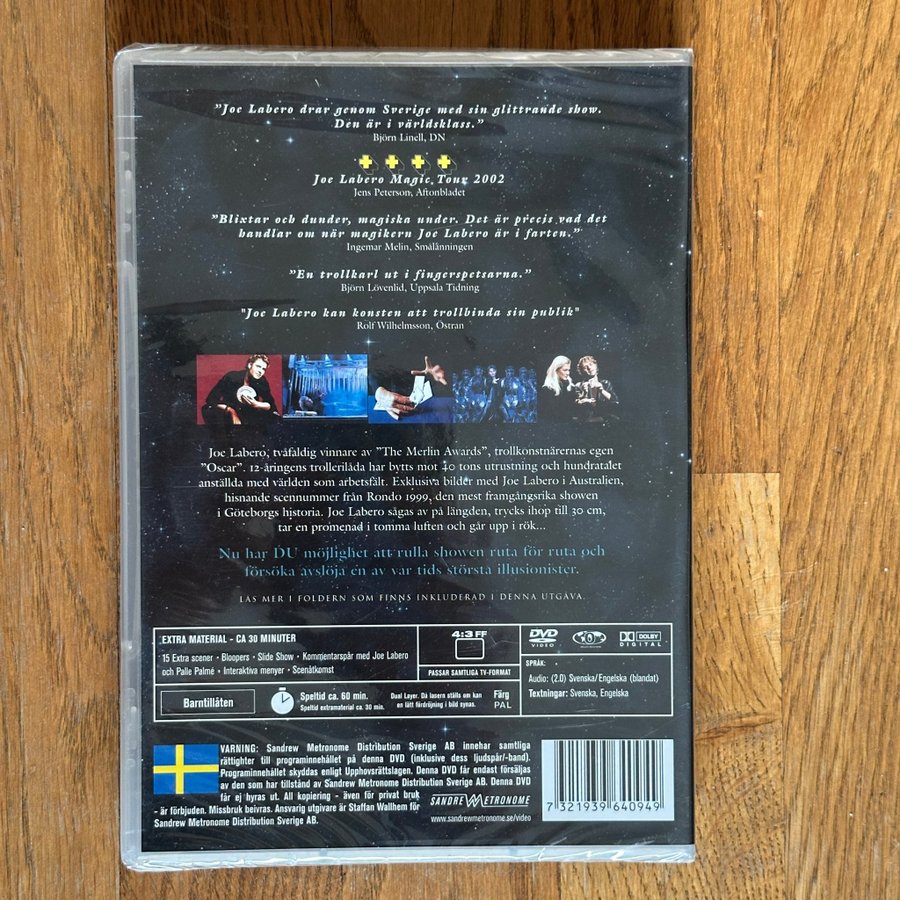 ”Joe Labero drar genom Sverige med sin glittrande show.
Den är i världsklass.”
Björn Linell, DN
Joe Labero Magic Tour 2002
Jens Peterson, Aftonbladet
”Blixtar och dunder, magiska under. Det är precis vad det
handlar om när magikern Joe Labero är i farten.”
Ingemar Melin, Smålänningen
”En trollkarl ut i fingerspetsarna.”
Björn Lövenlid, Uppsala Tidning
"Joe Labero kan konsten att trollbinda sin publik"
Rolf Wilhelmsson, Östran
Joe Labero, tvåfaldig vinnare av ”The Merlin Awards”, trollkonstnärernas egen
”Oscar”. 12-åringens trollerilåda har bytts mot 40 tons utrustning och hundratalet
anställda med världen som arbetsfält. Exklusiva bilder med Joe Labero i Australien,
hisnande scennummer från Rondo 1999, den mest framgångsrika showen
i Göteborgs historia. Joe Labero sågas av på längden, trycks ihop till 30 cm,
tar en promenad i tomma luften och går upp i rök...
Nu har DU möjlighet att rulla showen ruta för ruta och
försöka avslöja en av vår tids största illusionister.
LÄS MER I FOLDERN SOM FINNS INKLUDERAD I DENNA UTGÅVA.
EXTRA MATERIAL - CA 30 MINUTER
15 Extra scener • Bloopers • Slide Show • Kommentarspår med Joe Labero
och Palle Palmé • Interaktiva menyer • Scenåtkomst
4:3 FF
PASSAR SAMTLIGA TV-FORMAT
DVD VIDEO
DOLBY DIGITAL
SPRÅK:
Audio: (2.0) Svenska/Engelska (blandat)
Textningar: Svenska, Engelska
Barntillåten
Speltid ca. 60 min.
Speltid extramaterial ca. 30 min.
Dual Layer. Då lasern ställs om kan
en lätt fördröjning i bild synas.
Färg
PAL
VARNING: Sandrew Metronome Distribution Sverige AB innehar samtliga
rättigter till programinnehållet på denna DVD (inklusive dess ljudspår/-band).
Programinnehållet skyddas enligt Upphovsrättslagen. Denna DVD får endast försäljas
av den som har tillstånd av Sandrew Metronome Distribution Sverige AB. Denna DVD
får ej hyras ut. All kopiering - även för privat bruk
- är förbjuden. Missbruk beivras. Ansvarig utgivare är Staffan Wallhem för
Sandrew Metronome Distribution Sverige AB.
SANDREW METRONOME
www.sandrewmetronome.se/video
7 321939 640949